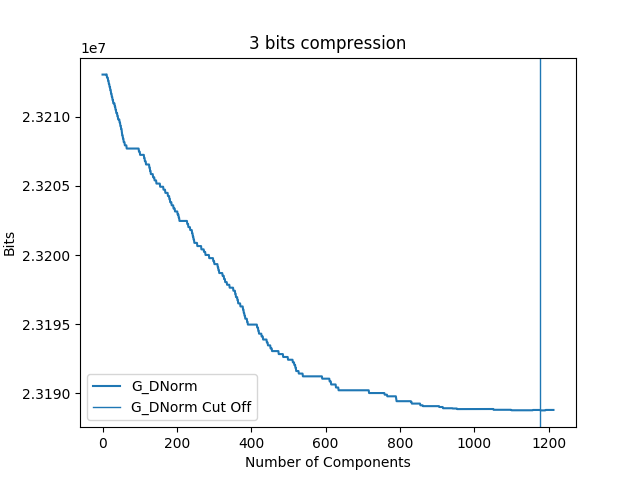 3 bits compression
1e7
2.3210
2.3205
2.3200
2.3195
2.3190
Bits
G_DNorm
G_DNorm Cut Off
0 200 400 600 800 1000 1200
Number of Components